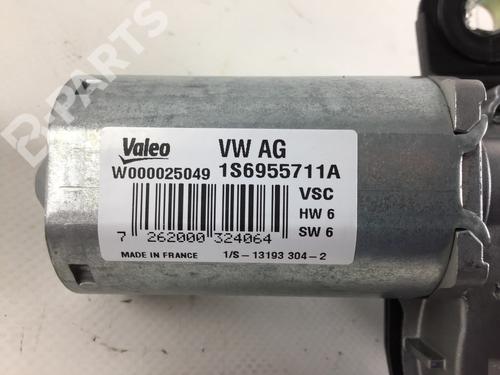 B-PARTS
Valeo VW AG
W000025049 1S6955711A
VSC
HW 6
7 262000 324064 SW 6
MADE IN FRANCE 1/S - 13193 304 - 2